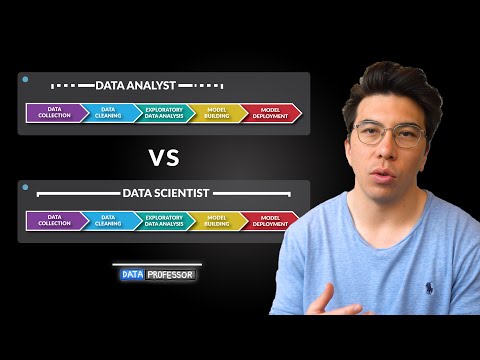 DATA ANALYST
DATA COLLECTION
DATA CLEANING
EXPLORATORY DATA ANALYSIS
MODEL BUILDING
MODEL DEPLOYMENT
VS
DATA SCIENTIST
DATA COLLECTION
DATA CLEANING
EXPLORATORY DATA ANALYSIS
MODEL BUILDING
MODEL DEPLOYMENT
DATA PROFESSOR